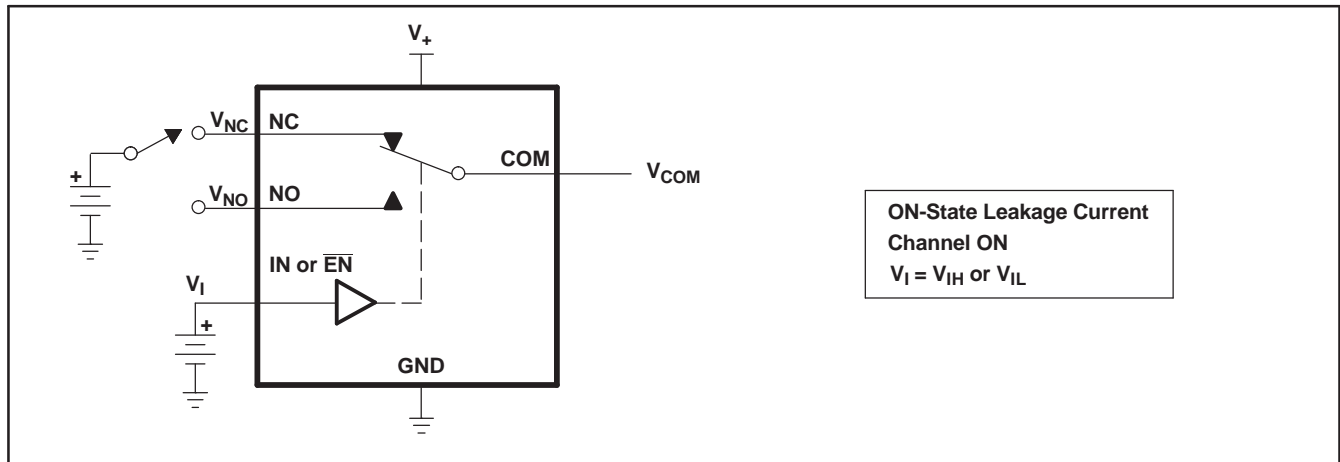 V+
VNC NC
COM
VCOM
+
VNO NO
IN or EN
VI
+
GND
ON-State Leakage Current
Channel ON
VI = VIH or VIL